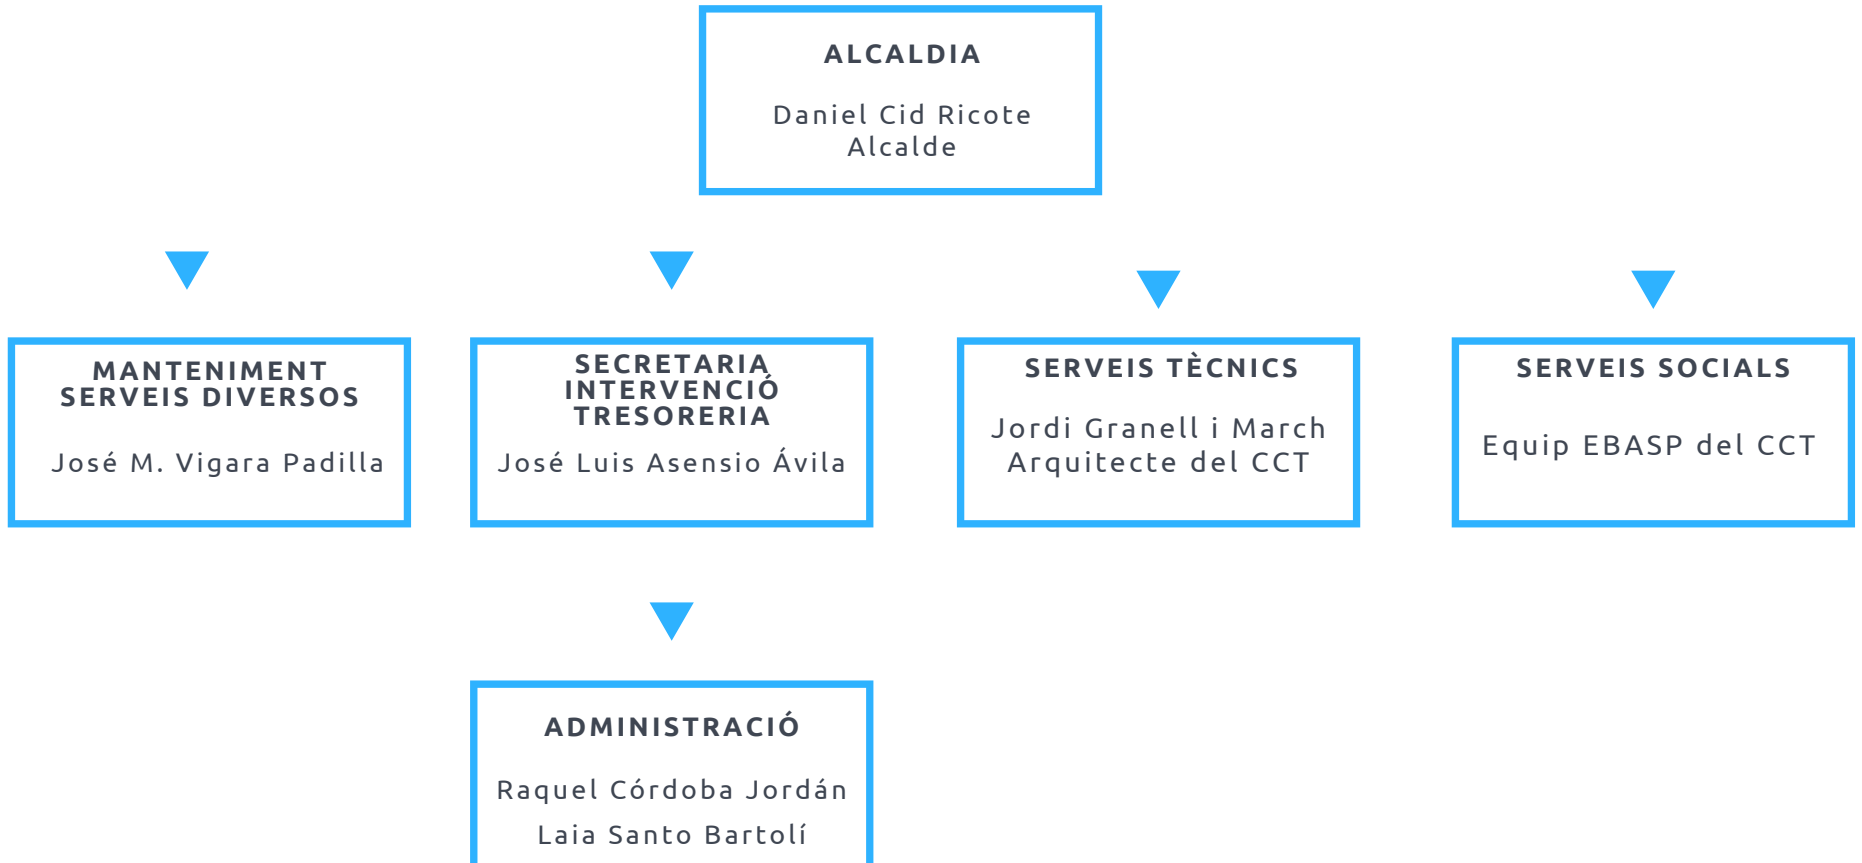 ALCALDIA
Daniel Cid Ricote
Alcalde
MANTENIMENT
SERVEIS DIVERSOS
José M. Vigara Padilla
SECRETARIA
INTERVENCIÓ
TRESORERIA
José Luis Asensio Ávila
SERVEIS TÈCNICS
Jordi Granell i March
Arquitecte del CCT
SERVEIS SOCIALS
Equip EBASP del CCT
ADMINISTRACIÓ
Raquel Córdoba Jordán
Laia Santo Bartolí